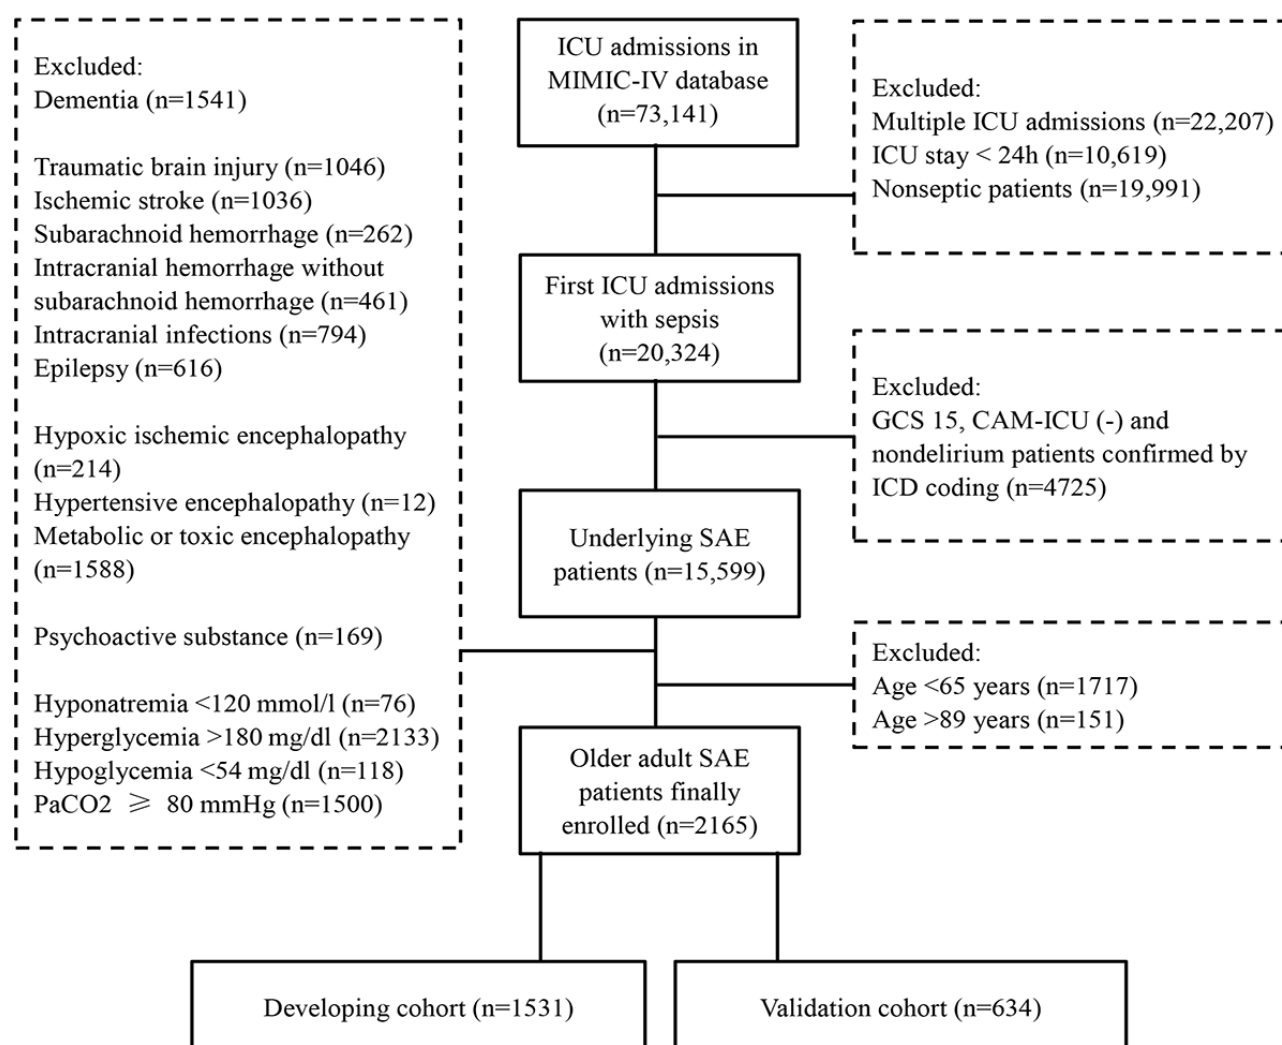 ICU admissions in
MIMIC-IV database
(n=73,141)
Excluded:
Multiple ICU admissions (n=22,207)
ICU stay < 24h (n=10,619)
Nonseptic patients (n=19,991)
First ICU admissions
with sepsis
(n=20,324)
Excluded:
GCS 15, CAM-ICU (-) and
nondelirium patients confirmed by
ICD coding (n=4725)
Underlying SAE
patients (n=15,599)
Excluded:
Dementia (n=1541)
Traumatic brain injury (n=1046)
Ischemic stroke (n=1036)
Subarachnoid hemorrhage (n=262)
Intracranial hemorrhage without
subarachnoid hemorrhage (n=461)
Intracranial infections (n=794)
Epilepsy (n=616)
Hypoxic ischemic encephalopathy
(n=214)
Hypertensive encephalopathy (n=12)
Metabolic or toxic encephalopathy
(n=1588)
Psychoactive substance (n=169)
Hyponatremia <120 mmol/l (n=76)
Hyperglycemia >180 mg/dl (n=2133)
Hypoglycemia <54 mg/dl (n=118)
PaCO2 ≥ 80 mmHg (n=1500)
Excluded:
Age <65 years (n=1717)
Age >89 years (n=151)
Older adult SAE
patients finally
enrolled (n=2165)
Developing cohort (n=1531)
Validation cohort (n=634)